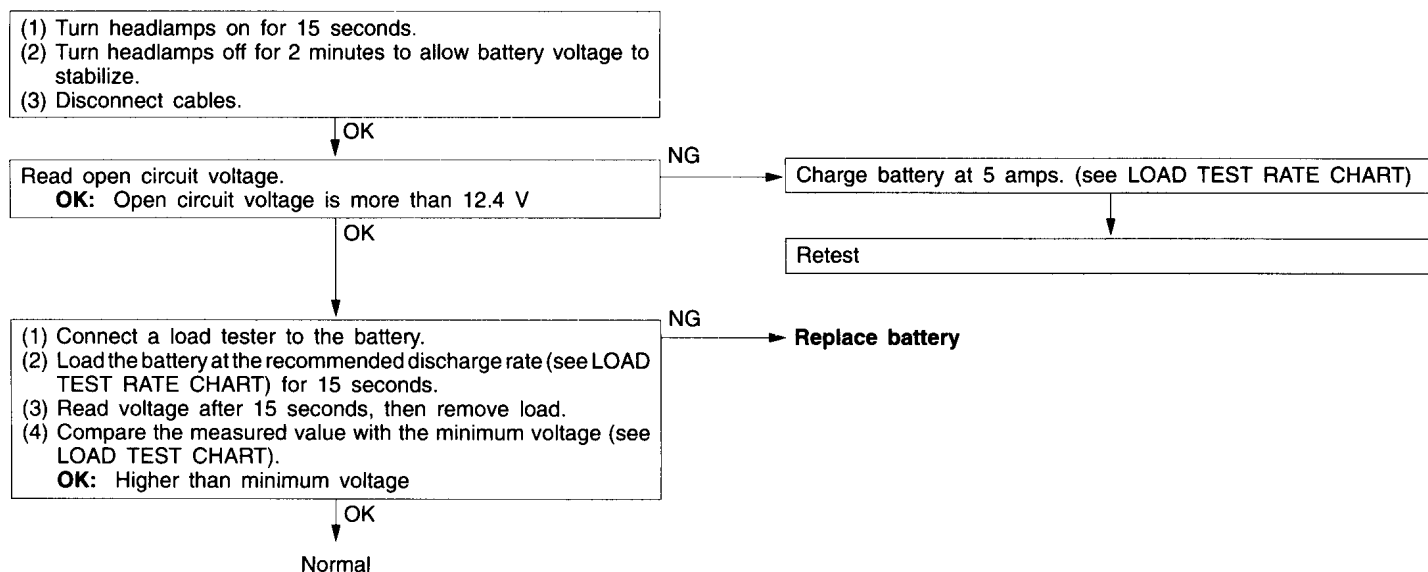 (1) Turn headlamps on for 15 seconds.
(2) Turn headlamps off for 2 minutes to allow battery voltage to
stabilize.
(3) Disconnect cables.
OK
Read open circuit voltage.
OK: Open circuit voltage is more than 12.4 V
NG
Charge battery at 5 amps. (see LOAD TEST RATE CHART)
Retest
OK
(1) Connect a load tester to the battery.
(2) Load the battery at the recommended discharge rate (see LOAD
TEST RATE CHART) for 15 seconds.
(3) Read voltage after 15 seconds, then remove load.
(4) Compare the measured value with the minimum voltage (see
LOAD TEST CHART).
OK: Higher than minimum voltage
NG
Replace battery
OK
Normal